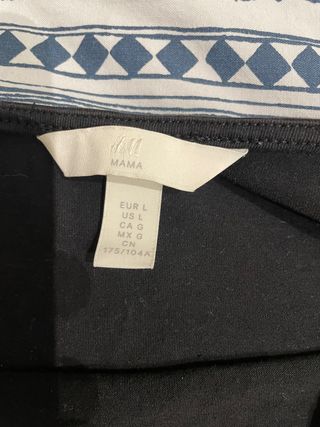 H&M
MAMA
EUR L
US L
CA G
MX G
CN
175/104A